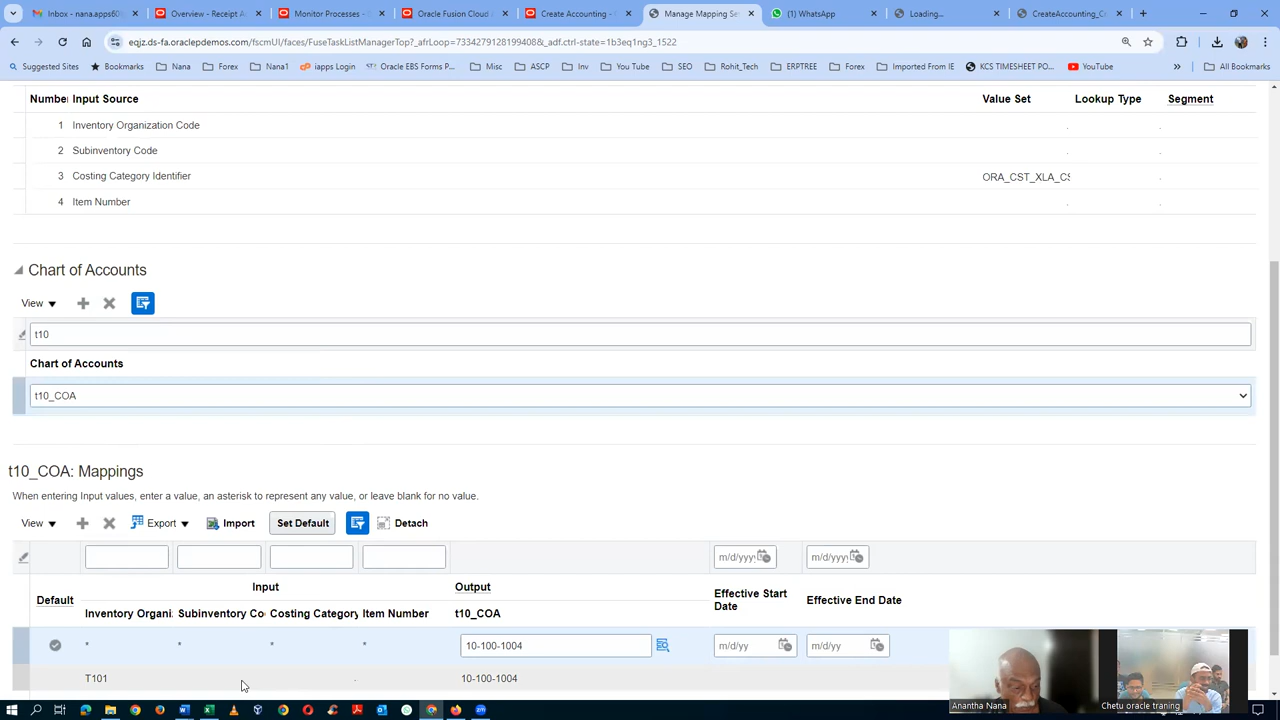 Inbox - nana.apps60
Overview - Receipt A
Monitor Processes - S
Oracle Fusion Cloud A
Create Accounting - O
Manage Mapping Se
(1) WhatsApp
Loading...
CreateAccounting_C
eqjz.ds-fa.oraclepdemos.com/fscmUI/faces/FuseTaskListManagerTop?_afrLoop=7334279128199408&_adf.ctrl-state=1b3eq1ng3_1522
Suggested Sites Bookmarks Nana Forex Nana1 iapps Login Oracle EBS Forms P... Misc ASCP Inv You Tube SEO Rohit_Tech ERPTREE Forex Imported From IE KCS TIMESHEET PO... YouTube » All Bookmarks
Number Input Source Value Set Lookup Type Segment
1 Inventory Organization Code
2 Subinventory Code
3 Costing Category Identifier ORA_CST_XLA_CS
4 Item Number
Chart of Accounts
View
t10
Chart of Accounts
t10_COA
t10_COA: Mappings
When entering Input values, enter a value, an asterisk to represent any value, or leave blank for no value.
View Export Import Set Default Detach
m/d/yyy m/d/yyy
Input Output
Default Effective Start Date Effective End Date
Inventory Organi: Subinventory Co Costing Category Item Number t10_COA
* * * * 10-100-1004 m/d/yy m/d/yy
T101 10-100-1004
Anantha Nana Chetu oracle traning